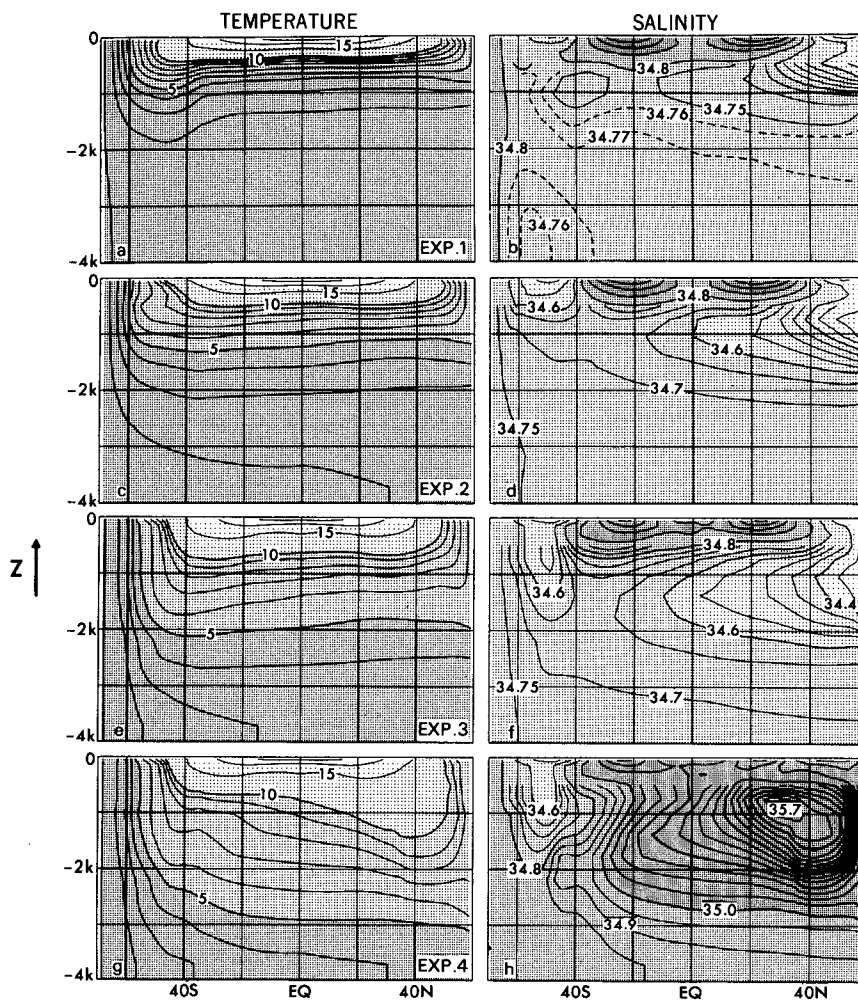 TEMPERATURE SALINITY
0 15 10 5 -2k -4k a EXP.1
34.8 34.75 34.76 34.77 34.8 34.76 b
0 15 10 5 -2k -4k c EXP.2
34.8 34.6 34.6 34.7 34.75 d
Z
0 15 10 5 -2k -4k e EXP.3
34.8 34.6 34.4 34.6 34.75 34.7 f
0 15 10 5 -2k -4k g EXP.4
34.6 35.7 34.8 35.0 34.9 h
40S EQ 40N 40S EQ 40N